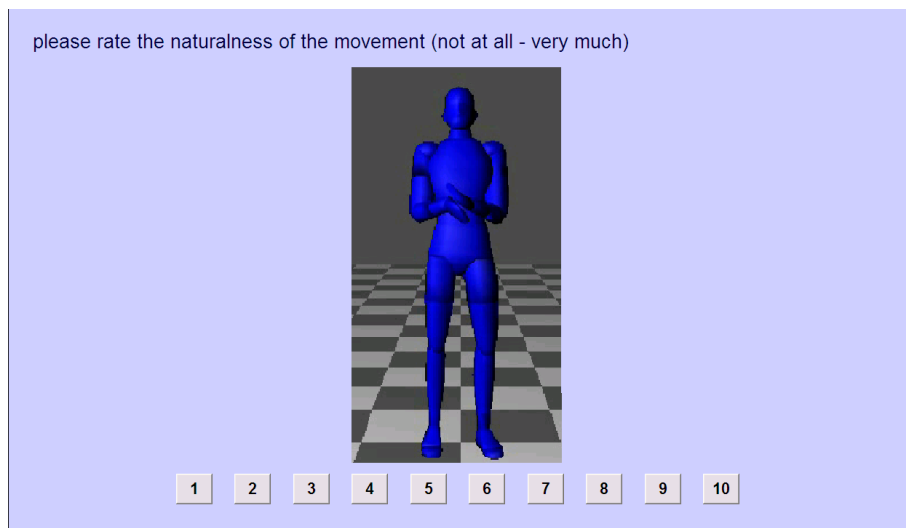 please rate the naturalness of the movement (not at all - very much)
1 2 3 4 5 6 7 8 9 10